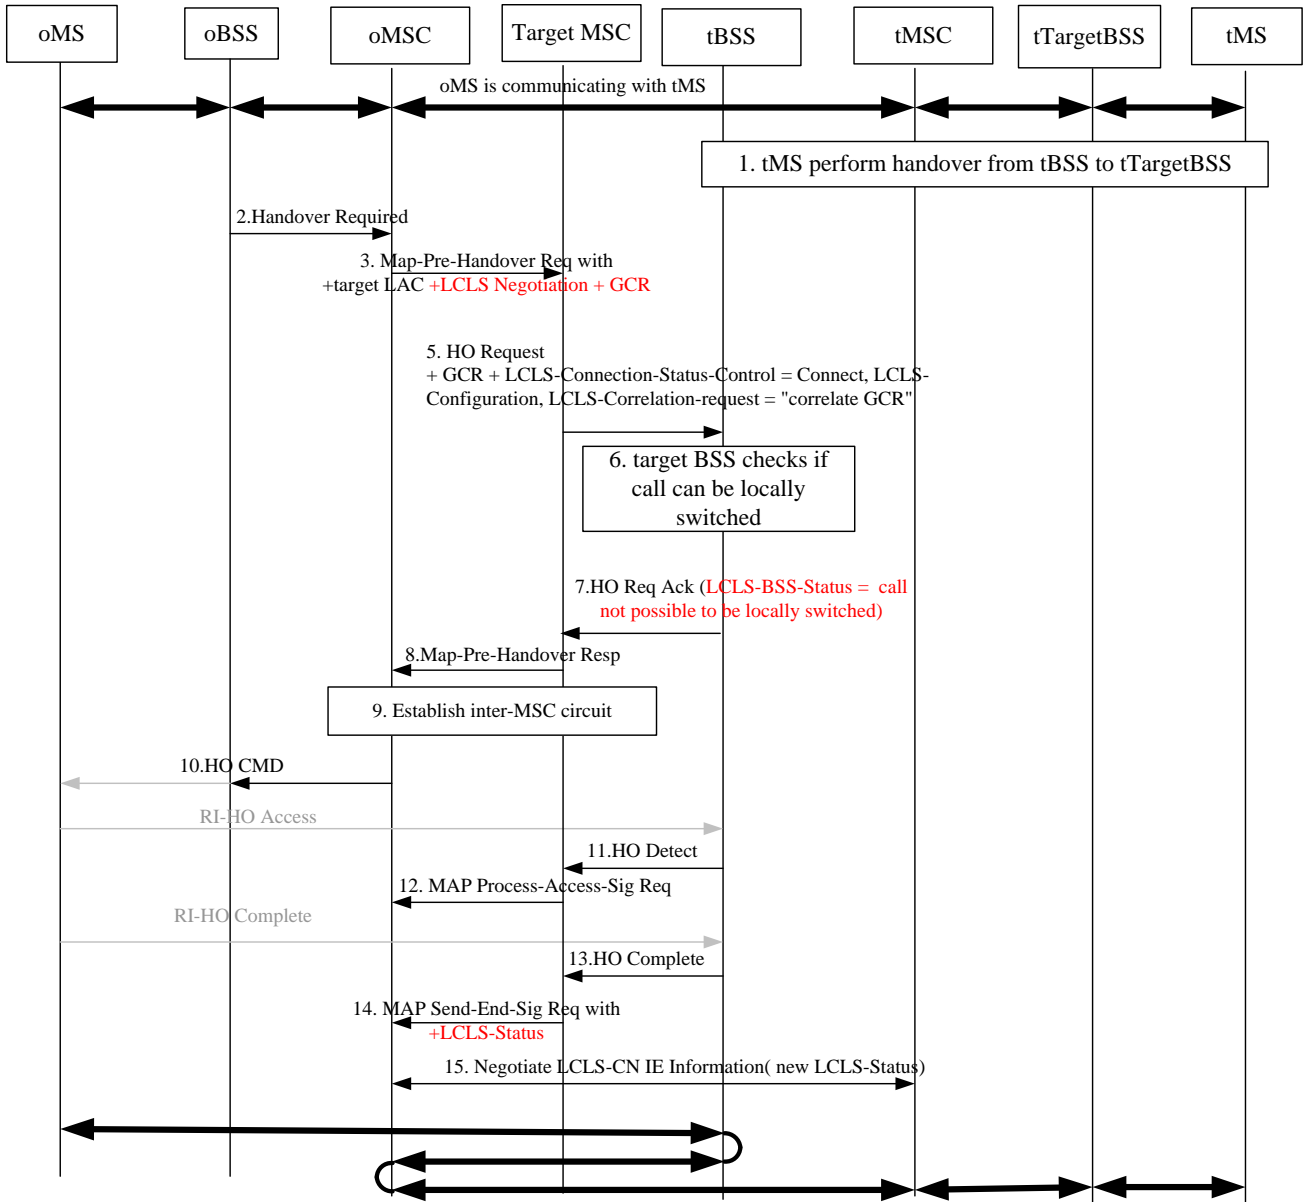 oMS
oBSS
oMSC
Target MSC
tBSS
tMSC
tTargetBSS
tMS
oMS is communicating with tMS
1. tMS perform handover from tBSS to tTargetBSS
2.Handover Required
3. Map-Pre-Handover Req with
+target LAC +LCLS Negotiation + GCR
5. HO Request
+ GCR + LCLS-Connection-Status-Control = Connect, LCLS-
Configuration, LCLS-Correlation-request = "correlate GCR"
6. target BSS checks if
call can be locally
switched
7.HO Req Ack (LCLS-BSS-Status = call
not possible to be locally switched)
8.Map-Pre-Handover Resp
9. Establish inter-MSC circuit
10.HO CMD
RI-HO Access
11.HO Detect
12. MAP Process-Access-Sig Req
RI-HO Complete
13.HO Complete
14. MAP Send-End-Sig Req with
+LCLS-Status
15. Negotiate LCLS-CN IE Information( new LCLS-Status)